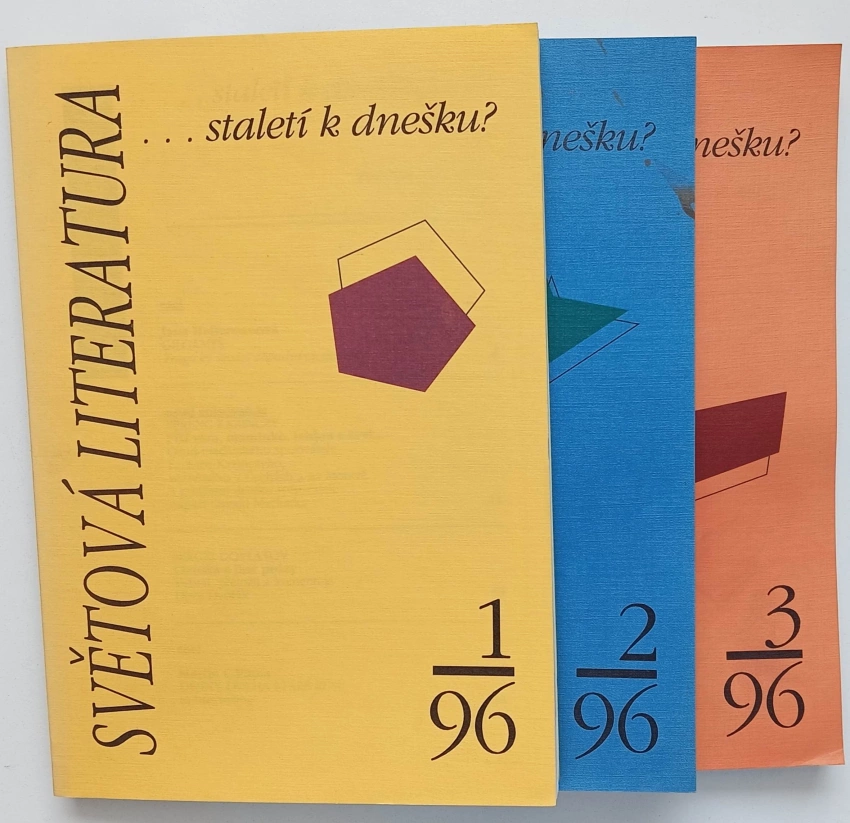 SVĚTOVÁ LITERATURA
. . . staletí k dnešku?
1
96
nešku?
2
96
nešku?
3
96